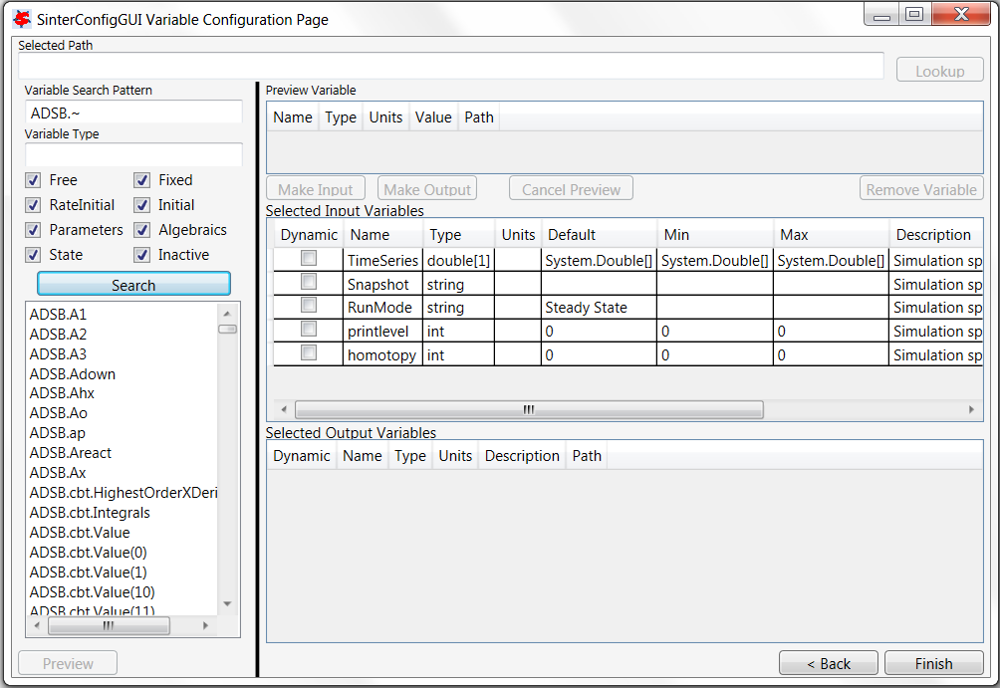 SinterConfigGUI Variable Configuration Page
Selected Path
Lookup
Variable Search Pattern
ADSB.~
Variable Type
Free Fixed
RateInitial Initial
Parameters Algebraics
State Inactive
Search
ADSB.A1
ADSB.A2
ADSB.A3
ADSB.Adown
ADSB.Ahx
ADSB.Ao
ADSB.ap
ADSB.Areact
ADSB.Ax
ADSB.cbt.HighestOrderXDeri
ADSB.cbt.Integrals
ADSB.cbt.Value
ADSB.cbt.Value(0)
ADSB.cbt.Value(1)
ADSB.cbt.Value(10)
ADSB.cbt.Value(11)
Preview
Preview Variable
Name Type Units Value Path
Make Input Make Output Cancel Preview Remove Variable
Selected Input Variables
Dynamic Name Type Units Default Min Max Description
TimeSeries double[1] System.Double[] System.Double[] System.Double[] Simulation sp
Snapshot string Simulation sp
RunMode string Steady State Simulation sp
printlevel int 0 0 0 Simulation sp
homotopy int 0 0 0 Simulation sp
Selected Output Variables
Dynamic Name Type Units Description Path
< Back Finish